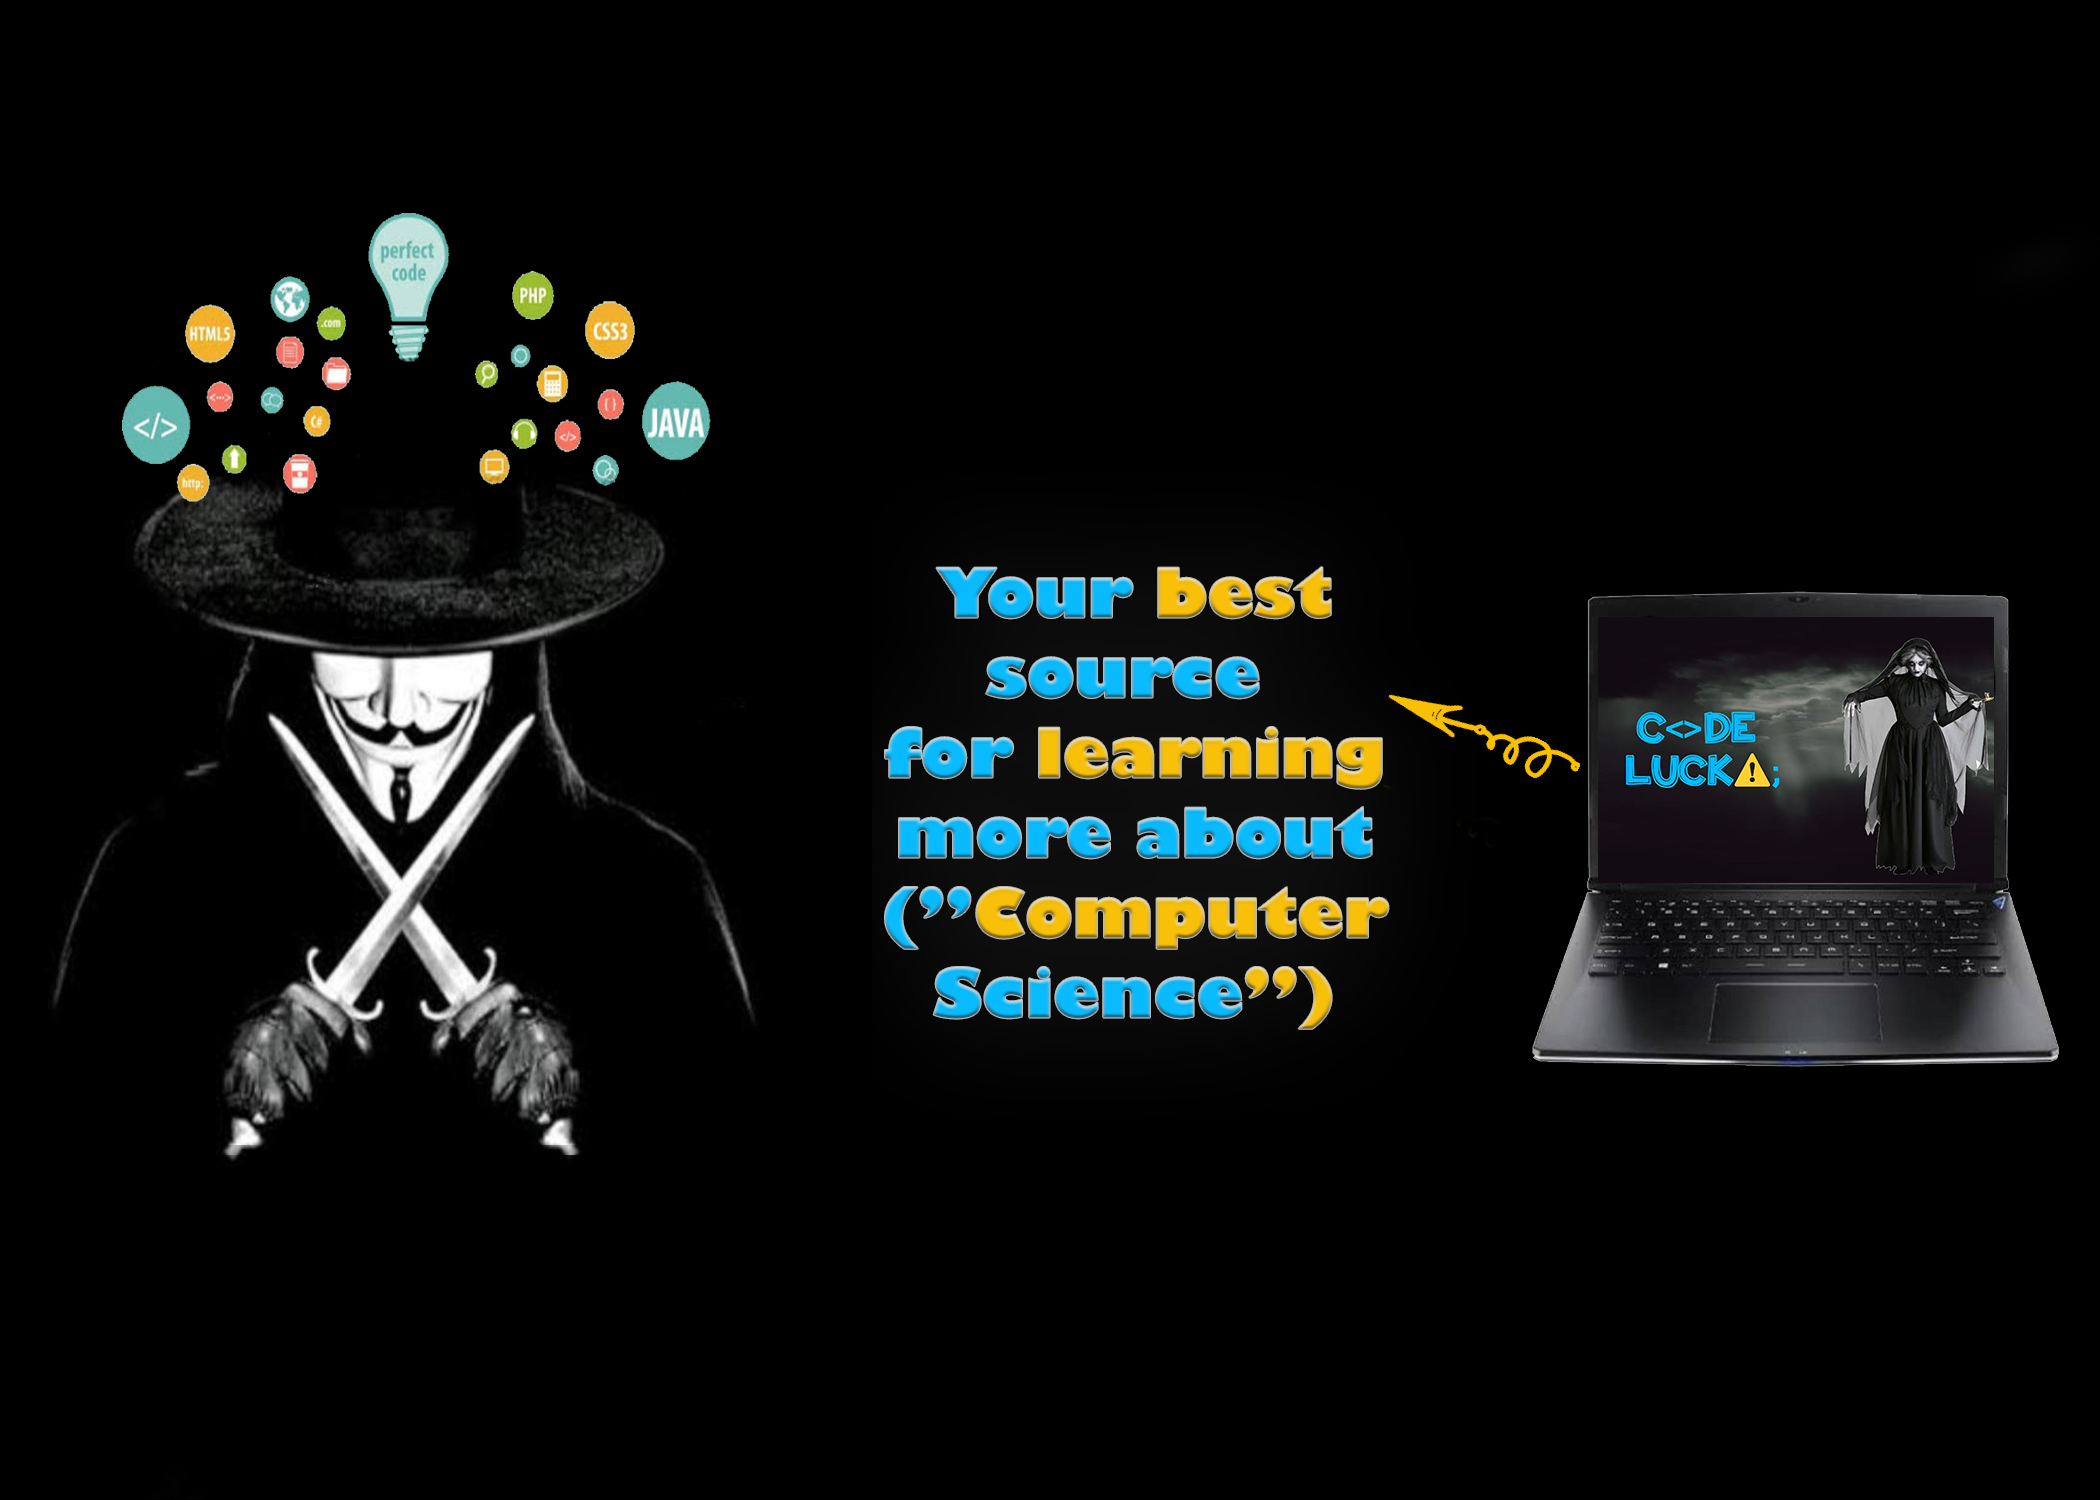 perfect
code
PHP
HTML5
.com
CSS3
<...>
{ }
C#
</>
JAVA
</>
http:
Your best
source
for learning
more about
(”Computer
Science”)
C<>DE
LUCK⚠;